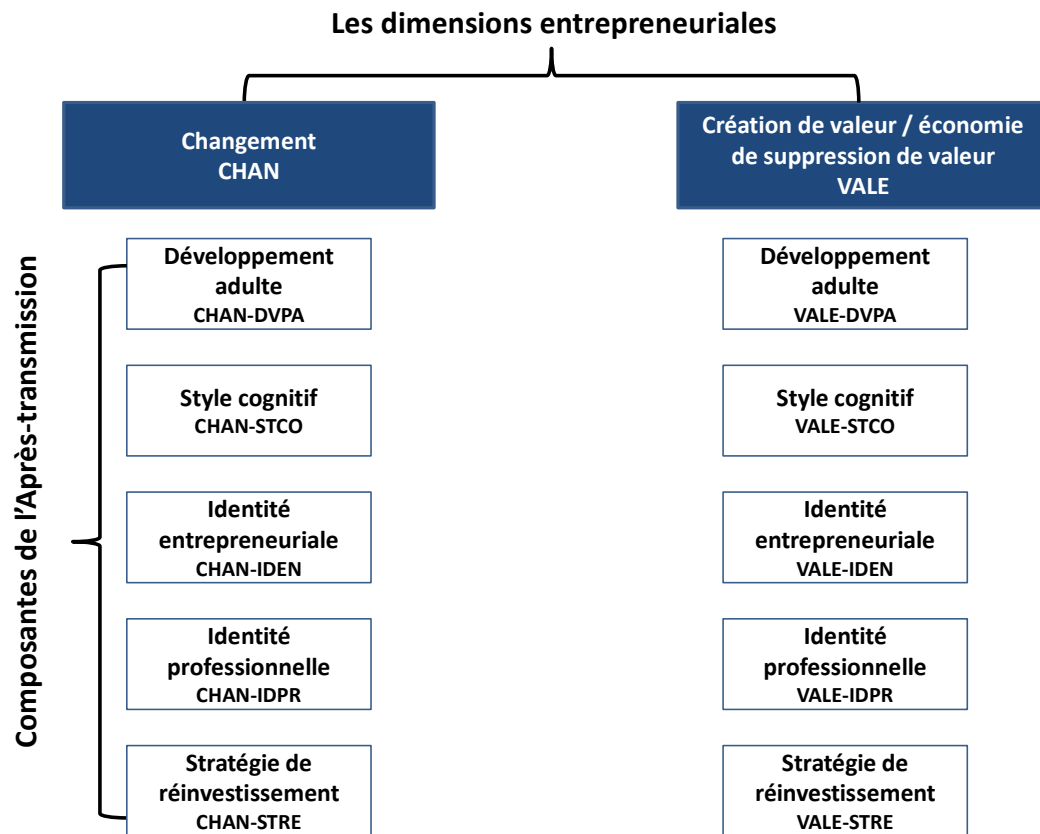 Les dimensions entrepreneuriales
Changement
CHAN
Création de valeur / économie
de suppression de valeur
VALE
Composantes de l'Après-transmission
Développement
adulte
CHAN-DVPA
Développement
adulte
VALE-DVPA
Style cognitif
CHAN-STCO
Style cognitif
VALE-STCO
Identité
entrepreneuriale
CHAN-IDEN
Identité
entrepreneuriale
VALE-IDEN
Identité
professionnelle
CHAN-IDPR
Identité
professionnelle
VALE-IDPR
Stratégie de
réinvestissement
CHAN-STRE
Stratégie de
réinvestissement
VALE-STRE